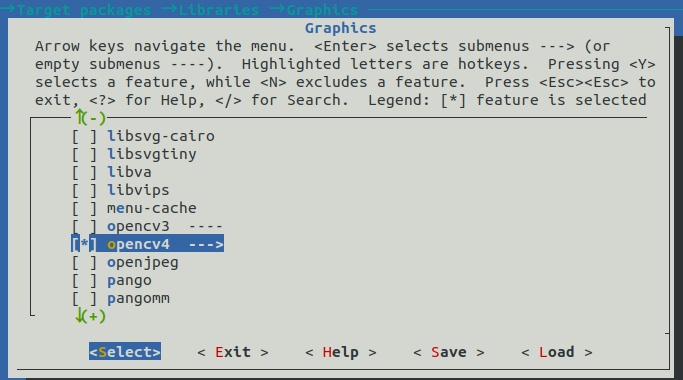 →Target packages →Libraries →Graphics
Graphics
Arrow keys navigate the menu. <Enter> selects submenus ---> (or
empty submenus ----). Highlighted letters are hotkeys. Pressing <Y>
selects a feature, while <N> excludes a feature. Press <Esc><Esc> to
exit, <?> for Help, </> for Search. Legend: [*] feature is selected
↑(-)
[ ] libsvg-cairo
[ ] libsvgtiny
[ ] libva
[ ] libvips
[ ] menu-cache
[ ] opencv3 ----
[*] opencv4 --->
[ ] openjpeg
[ ] pango
[ ] pangomm
↓(+)
<Select> < Exit > < Help > < Save > < Load >